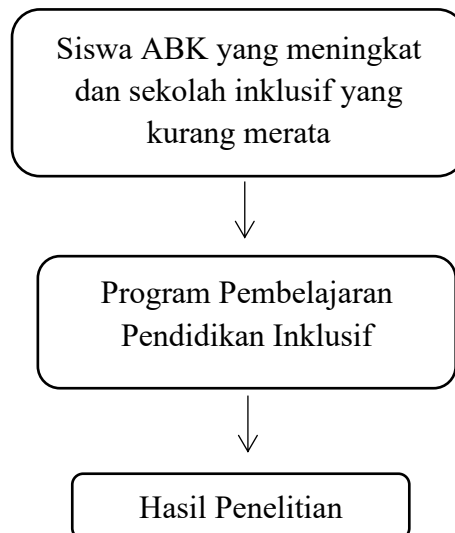 Siswa ABK yang meningkat
dan sekolah inklusif yang
kurang merata
Program Pembelajaran
Pendidikan Inklusif
Hasil Penelitian